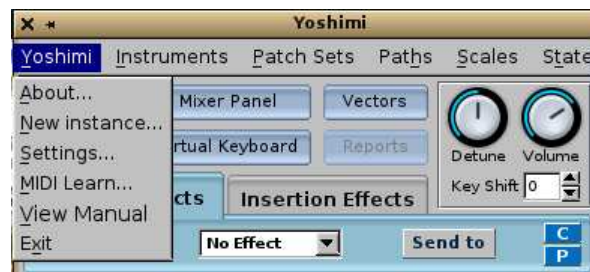 Yoshimi
Yoshimi Instruments Patch Sets Paths Scales State
About...
New instance...
Settings...
MIDI Learn...
View Manual
Exit
Mixer Panel Vectors
rtual Keyboard Reports
Detune Volume
Key Shift 0
cts Insertion Effects
No Effect Send to C
P